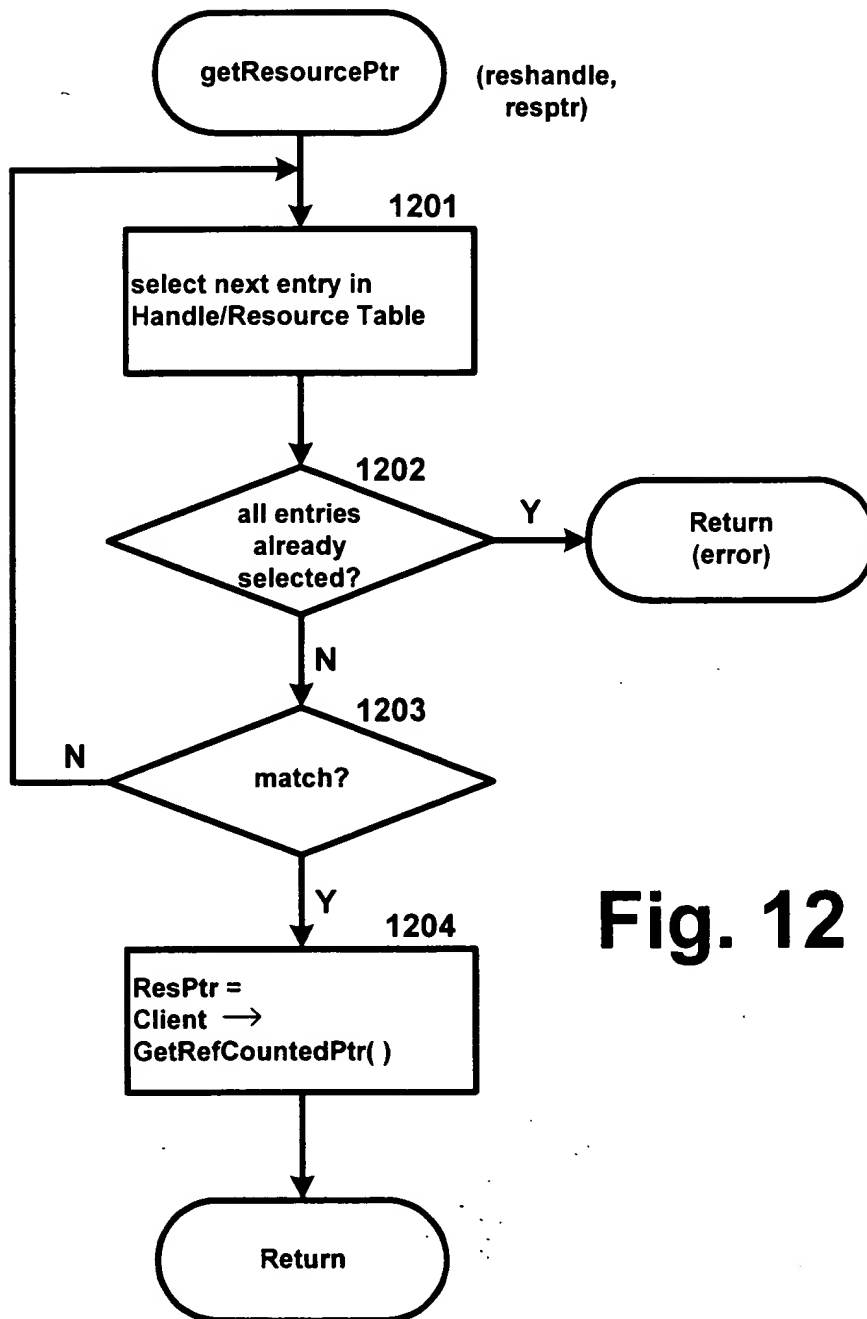 getResourcePtr
(reshandle,
resptr)
1201
select next entry in
Handle/Resource Table
1202
all entries
already
selected?
Y
Return
(error)
N
1203
N
match?
Y
1204
ResPtr =
Client →
GetRefCountedPtr( )
Fig. 12
Return